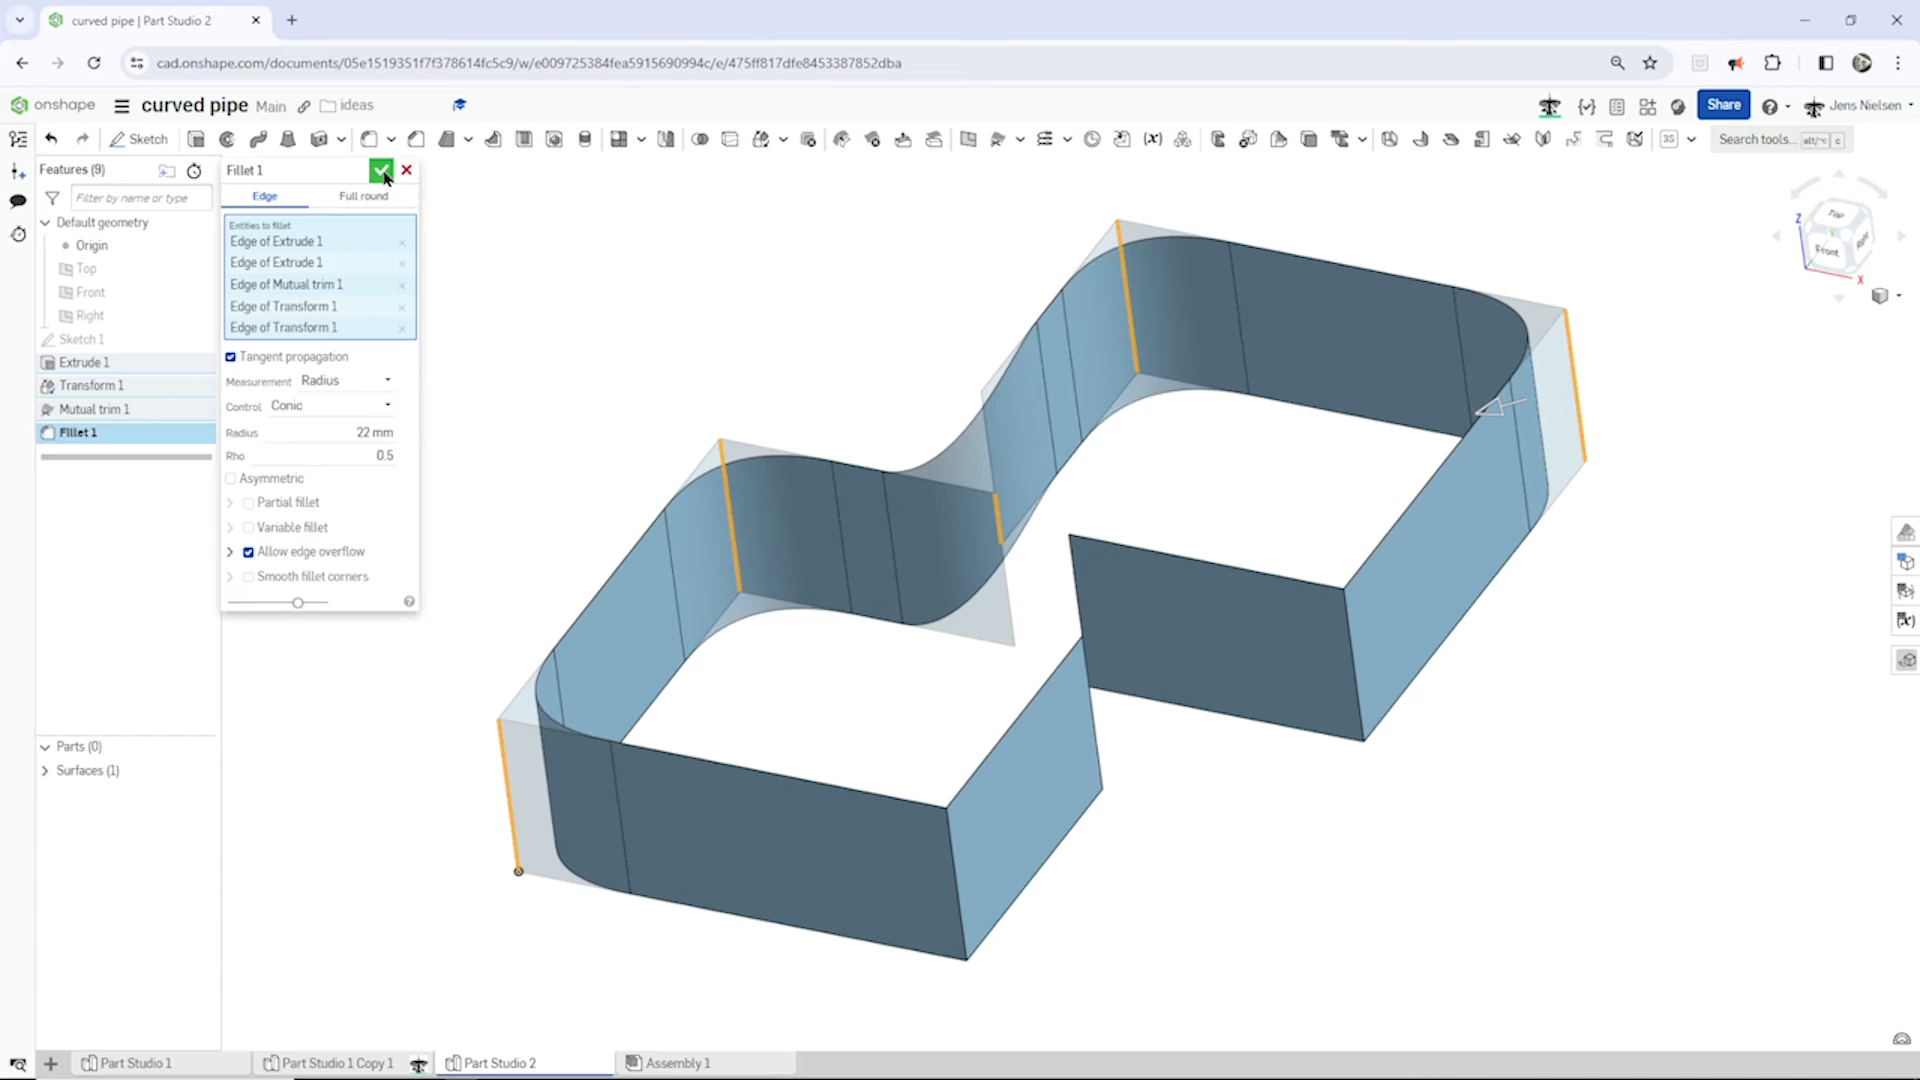 curved pipe | Part Studio 2
cad.onshape.com/documents/05e1519351f7f378614fc5c9/w/e009725384fea5915690994c/e/475ff817dfe8453387852dba
onshape
curved pipe Main ideas
Share
Jens Nielsen
Sketch
(x)
3S
Search tools... alt/⌥ c
Features (9)
Filter by name or type
Default geometry
Origin
Top
Front
Right
Sketch 1
Extrude 1
Transform 1
Mutual trim 1
Fillet 1
Parts (0)
Surfaces (1)
Fillet 1
Edge
Full round
Entities to fillet
Edge of Extrude 1
Edge of Extrude 1
Edge of Mutual trim 1
Edge of Transform 1
Edge of Transform 1
Tangent propagation
Measurement Radius
Control Conic
Radius 22 mm
Rho 0.5
Asymmetric
Partial fillet
Variable fillet
Allow edge overflow
Smooth fillet corners
Z
Top
Front
Right
X
(x)
Part Studio 1
Part Studio 1 Copy 1
Part Studio 2
Assembly 1